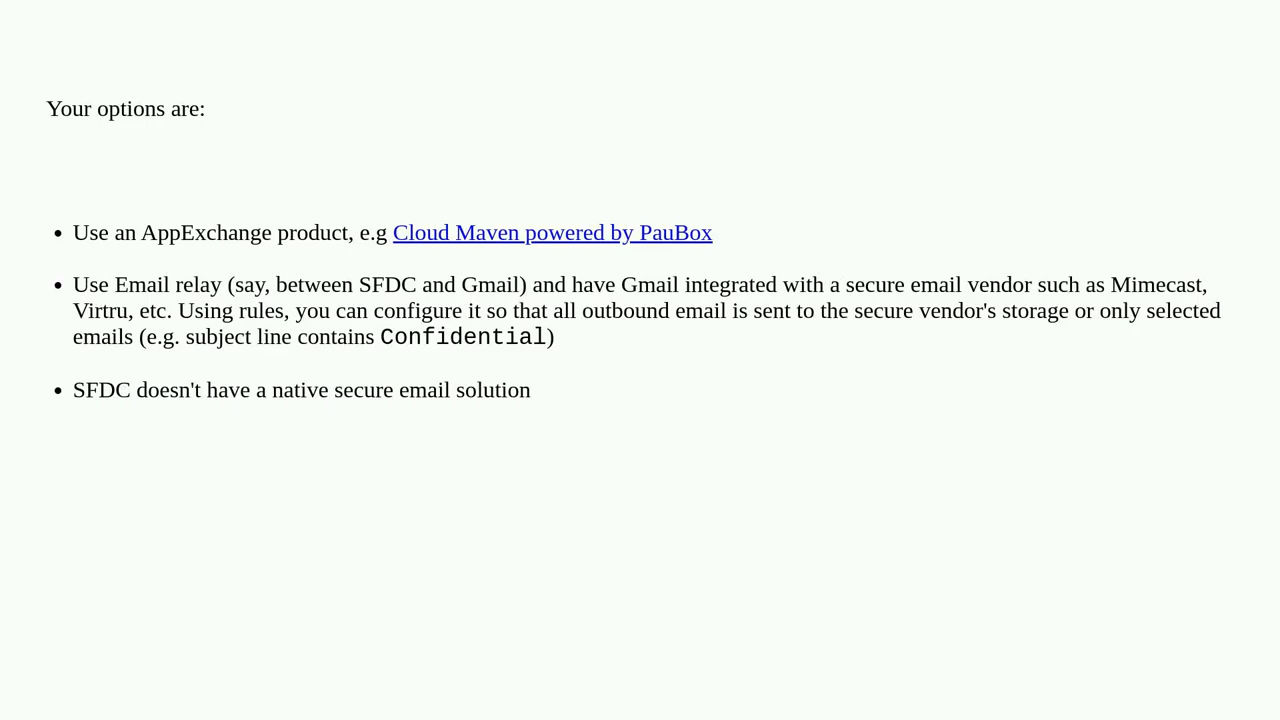 Your options are:
• Use an AppExchange product, e.g Cloud Maven powered by PauBox
• Use Email relay (say, between SFDC and Gmail) and have Gmail integrated with a secure email vendor such as Mimecast,
Virtru, etc. Using rules, you can configure it so that all outbound email is sent to the secure vendor's storage or only selected
emails (e.g. subject line contains Confidential)
• SFDC doesn't have a native secure email solution